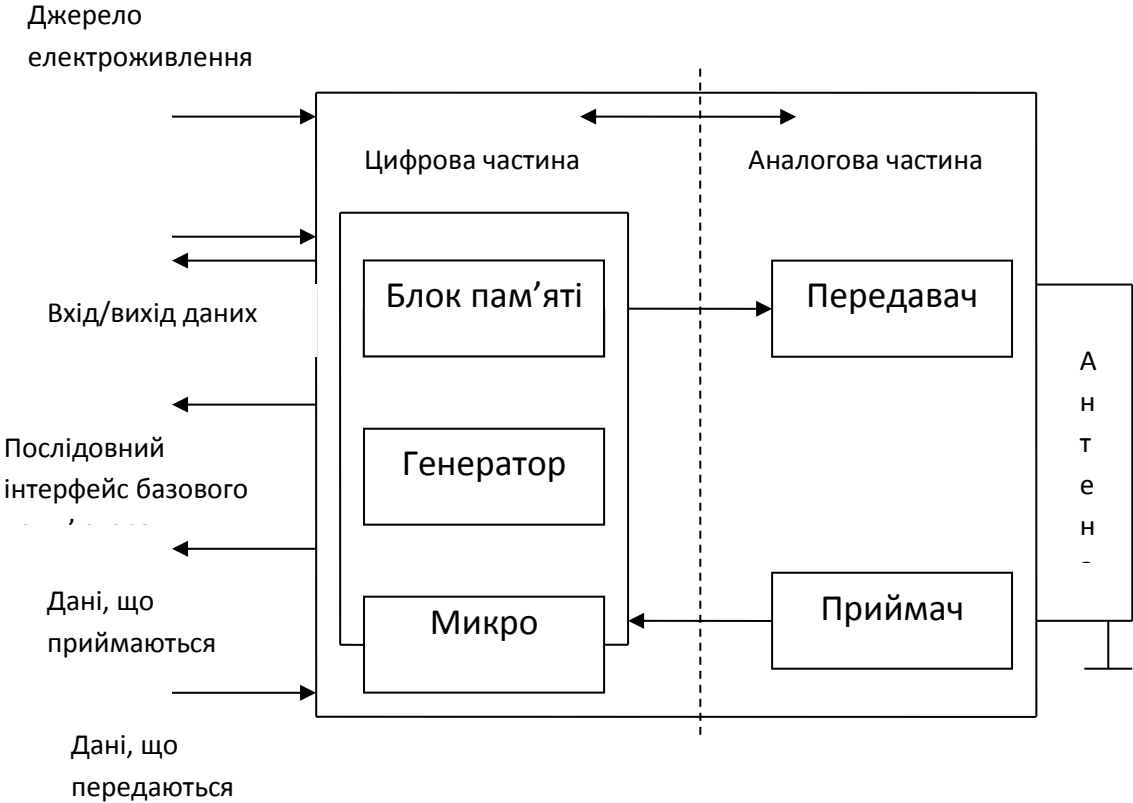 Джерело
електроживлення
Цифрова частина
Аналогова частина
Блок пам’яті
Передавач
Вхід/вихід даних
Генератор
Послідовний
інтерфейс базового
Антен
Микро
Приймач
Дані, що
приймаються
Дані, що
передаються